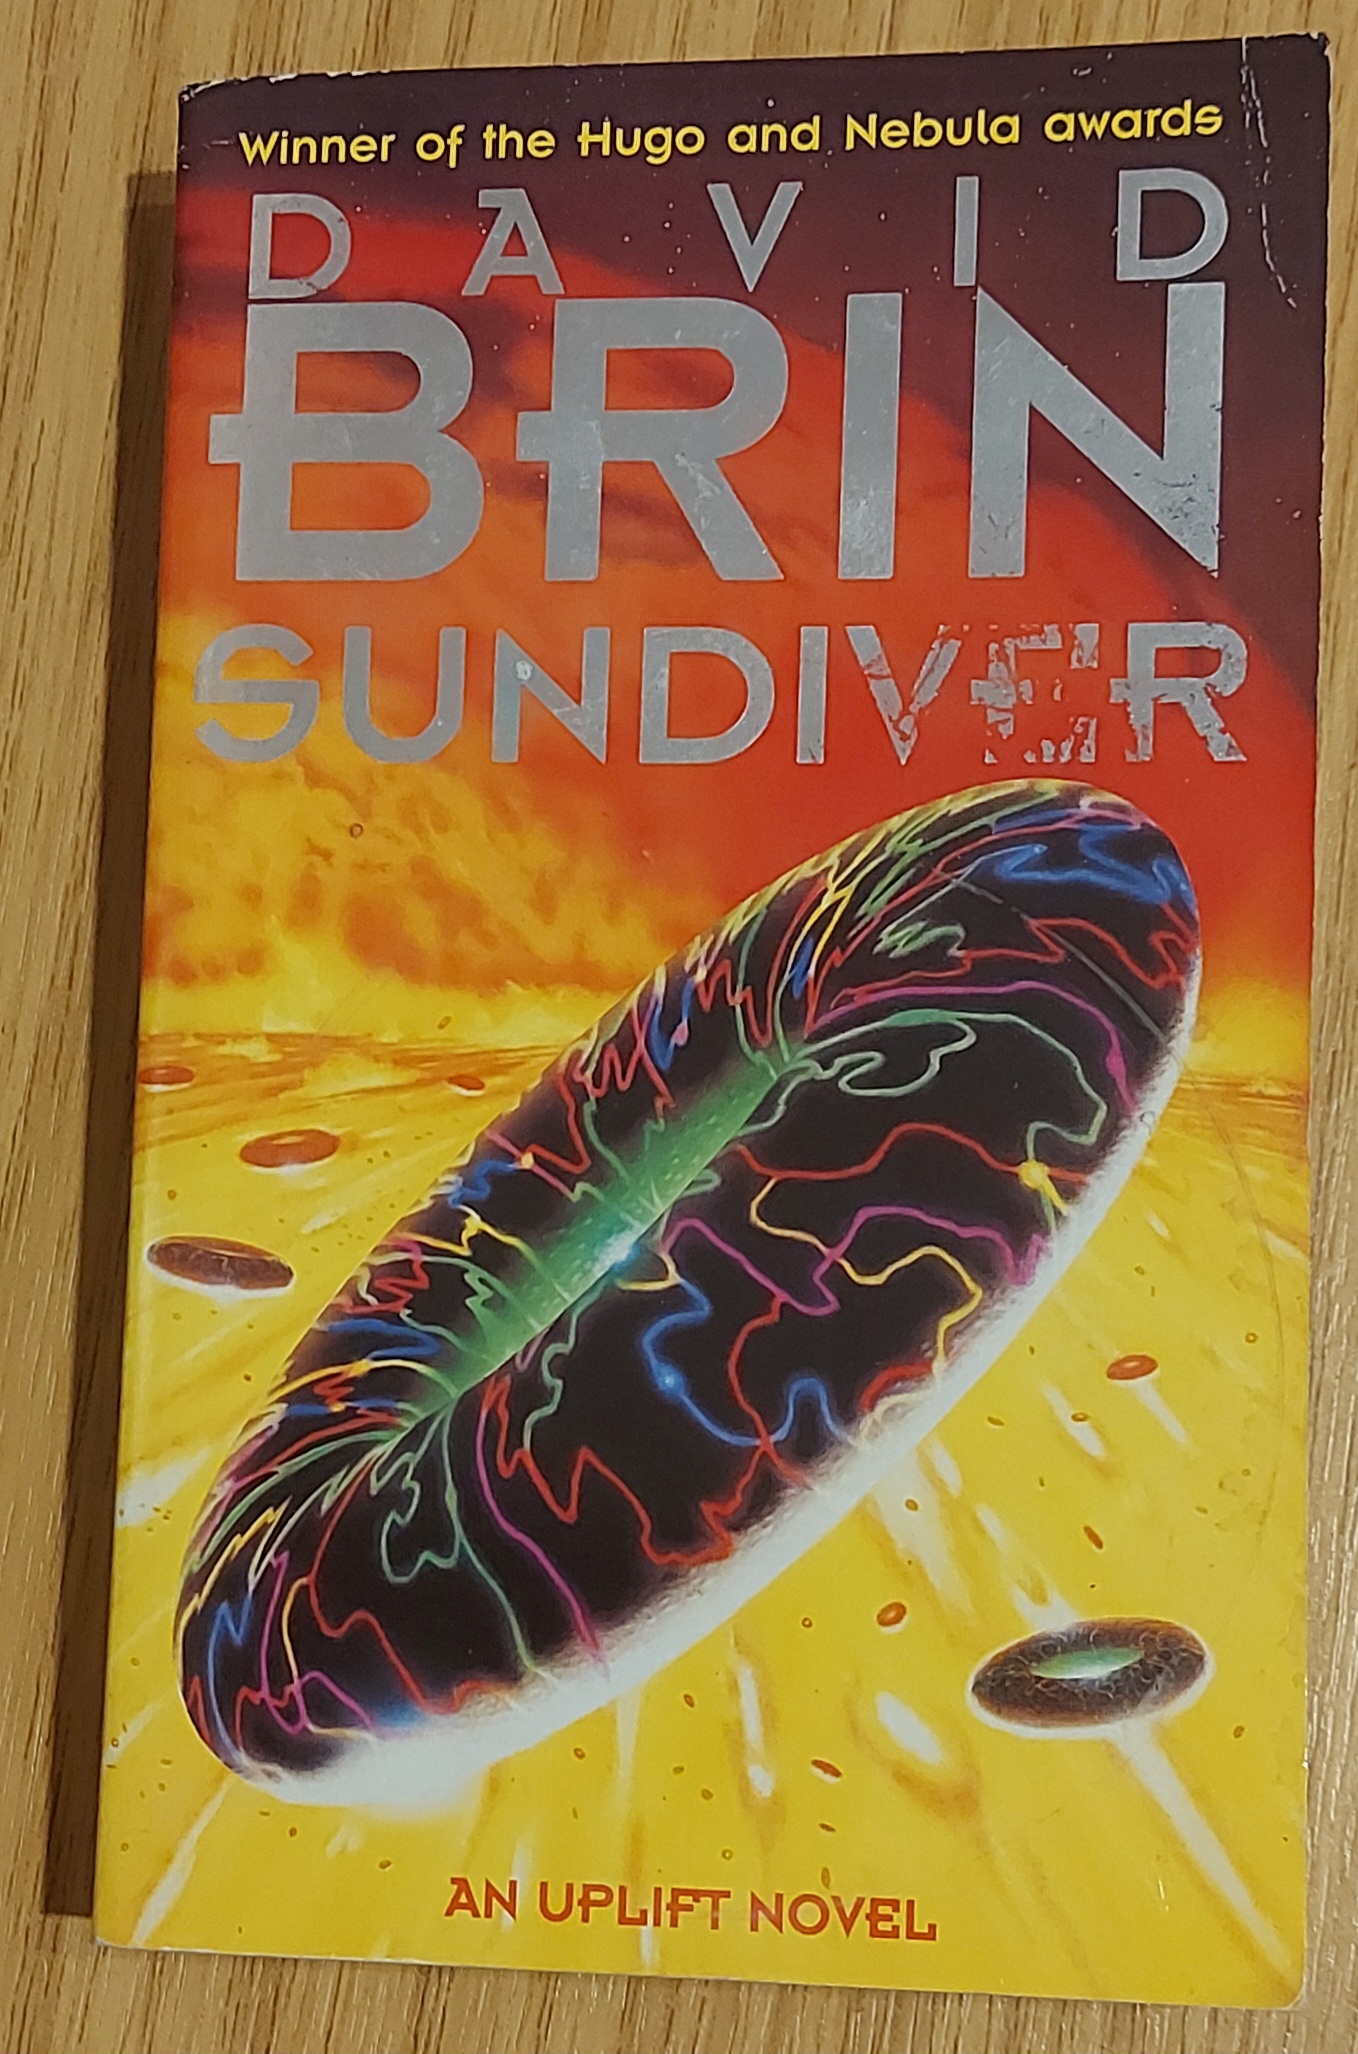 Winner of the Hugo and Nebula awards
DAVID
BRIN
SUNDIVER
AN UPLIFT NOVEL